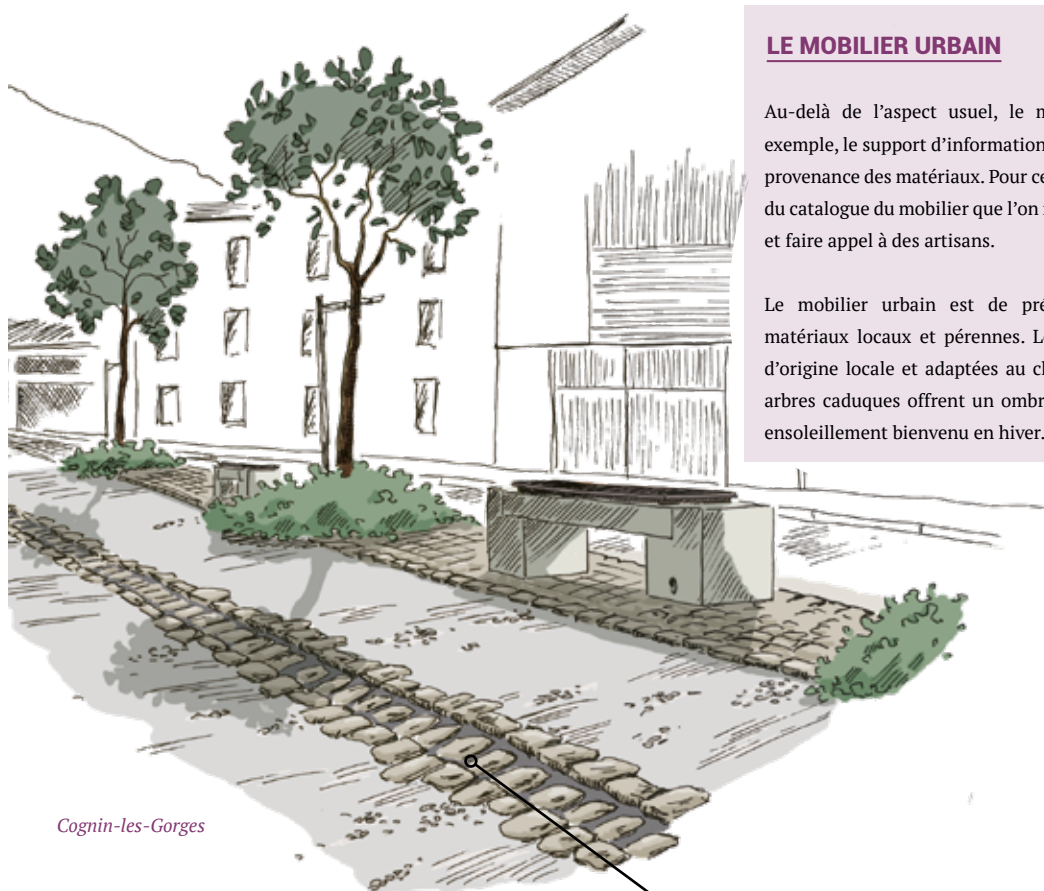 LE MOBILIER URBAIN
Au-delà de l’aspect usuel, le
exemple, le support d’information
provenance des matériaux. Pour
du catalogue du mobilier que l’on
et faire appel à des artisans.
Le mobilier urbain est de
matériaux locaux et pérennes.
d’origine locale et adaptées au
arbres caduques offrent un
ensoleillement bienvenu en hiver.
Cognin-les-Gorges